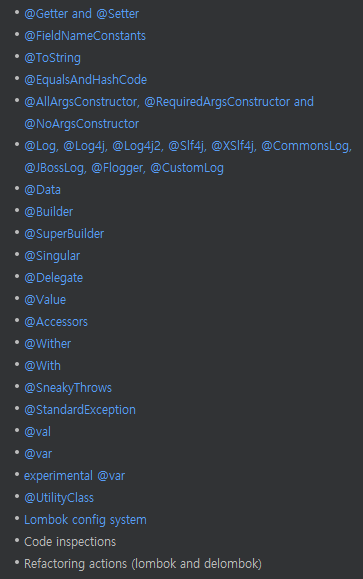 • @Getter and @Setter
• @FieldNameConstants
• @ToString
• @EqualsAndHashCode
• @AllArgsConstructor, @RequiredArgsConstructor and
@NoArgsConstructor
• @Log, @Log4j, @Log4j2, @Slf4j, @XSlf4j, @CommonsLog,
@JBossLog, @Flogger, @CustomLog
• @Data
• @Builder
• @SuperBuilder
• @Singular
• @Delegate
• @Value
• @Accessors
• @Wither
• @With
• @SneakyThrows
• @StandardException
• @val
• @var
• experimental @var
• @UtilityClass
• Lombok config system
• Code inspections
• Refactoring actions (lombok and delombok)